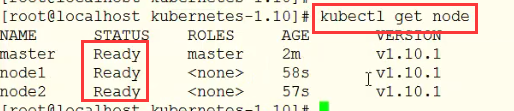 [root@localhost kubernetes-1.10]# kubectl get node
NAME STATUS ROLES AGE VERSION
master Ready master 2m v1.10.1
node1 Ready <none> 58s v1.10.1
node2 Ready <none> 57s v1.10.1
[root@localhost kubernetes-1.10]#